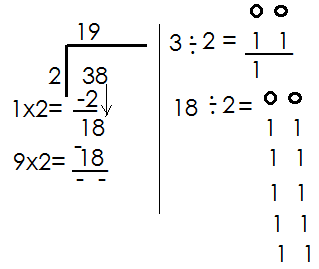 19
2 38
1x2= -2
18
9x2= -18
- -
3 ÷ 2 = 1 1
1
18 ÷ 2 =
1 1
1 1
1 1
1 1
1 1